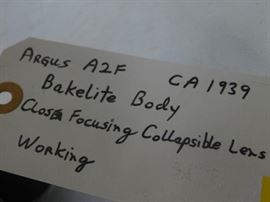 Argus A2F CA 1939
Bakelite Body
Close Focusing Collapsible Lens
Working